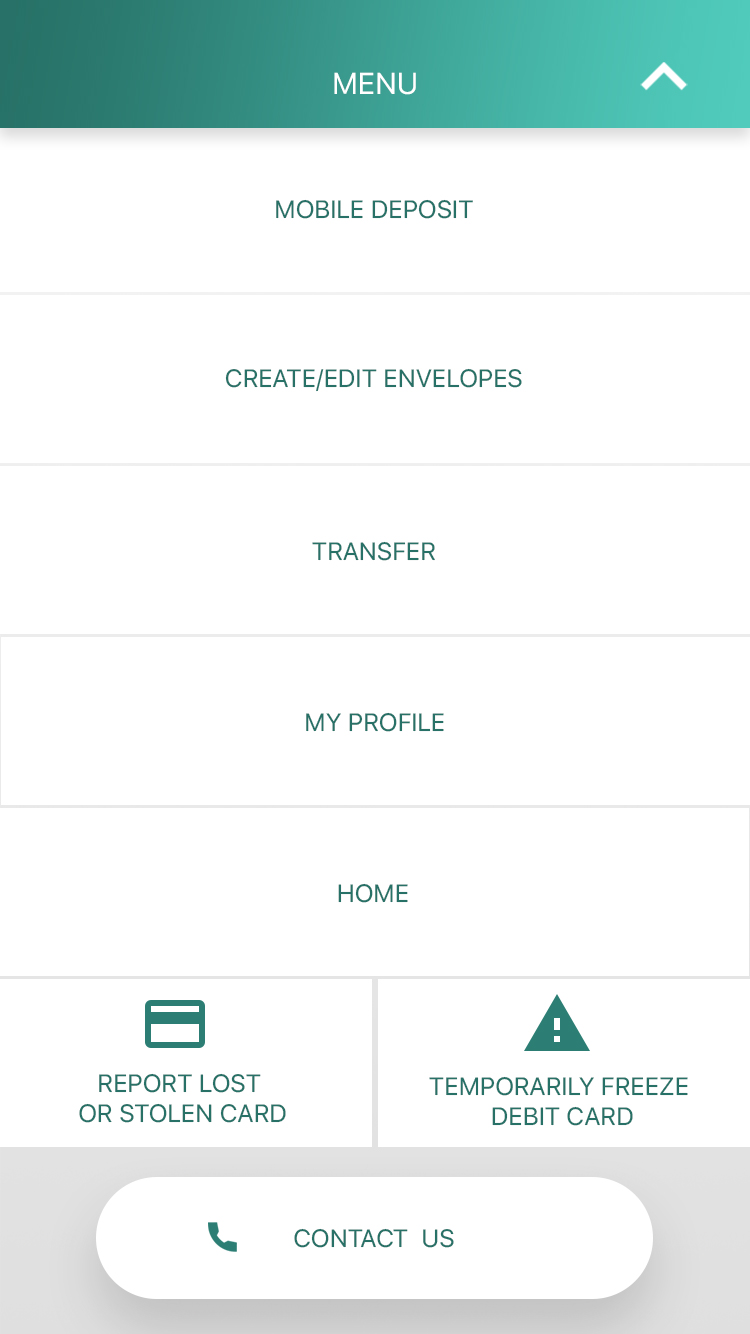 MENU
MOBILE DEPOSIT
CREATE/EDIT ENVELOPES
TRANSFER
MY PROFILE
HOME
REPORT LOST
OR STOLEN CARD
TEMPORARILY FREEZE
DEBIT CARD
CONTACT US